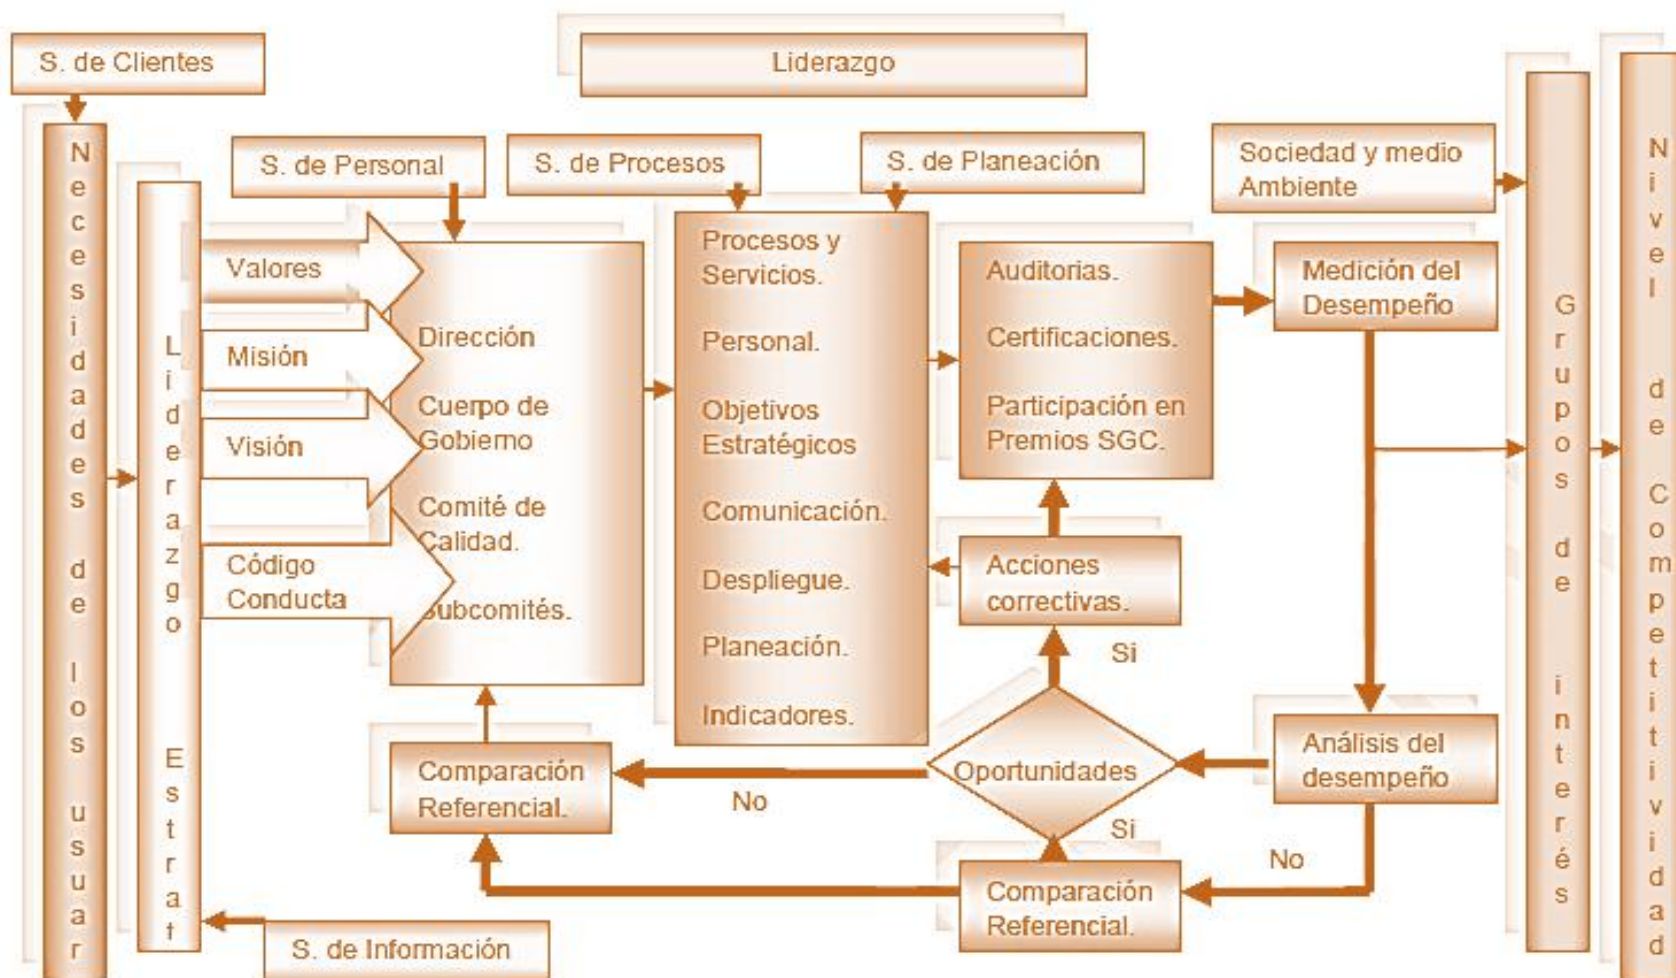 S. de Clientes
Liderazgo
S. de Personal
S. de Procesos
S. de Planeación
Sociedad y medio
Ambiente
Necesidades de los usuar
Liderazgo Estrat
Valores
Misión
Visión
Código
Conducta
Dirección
Cuerpo de
Gobierno
Comité de
Calidad.
Subcomités.
Procesos y
Servicios.
Personal.
Objetivos
Estratégicos
Comunicación.
Despliegue.
Planeación.
Indicadores.
Auditorias.
Certificaciones.
Participación en
Premios SGC.
Medición del
Desempeño
Acciones
correctivas.
Si
Oportunidades
Análisis del
desempeño
Comparación
Referencial.
No
Si
No
Comparación
Referencial.
S. de Información
Grupos de interés
Nivel de Competitividad